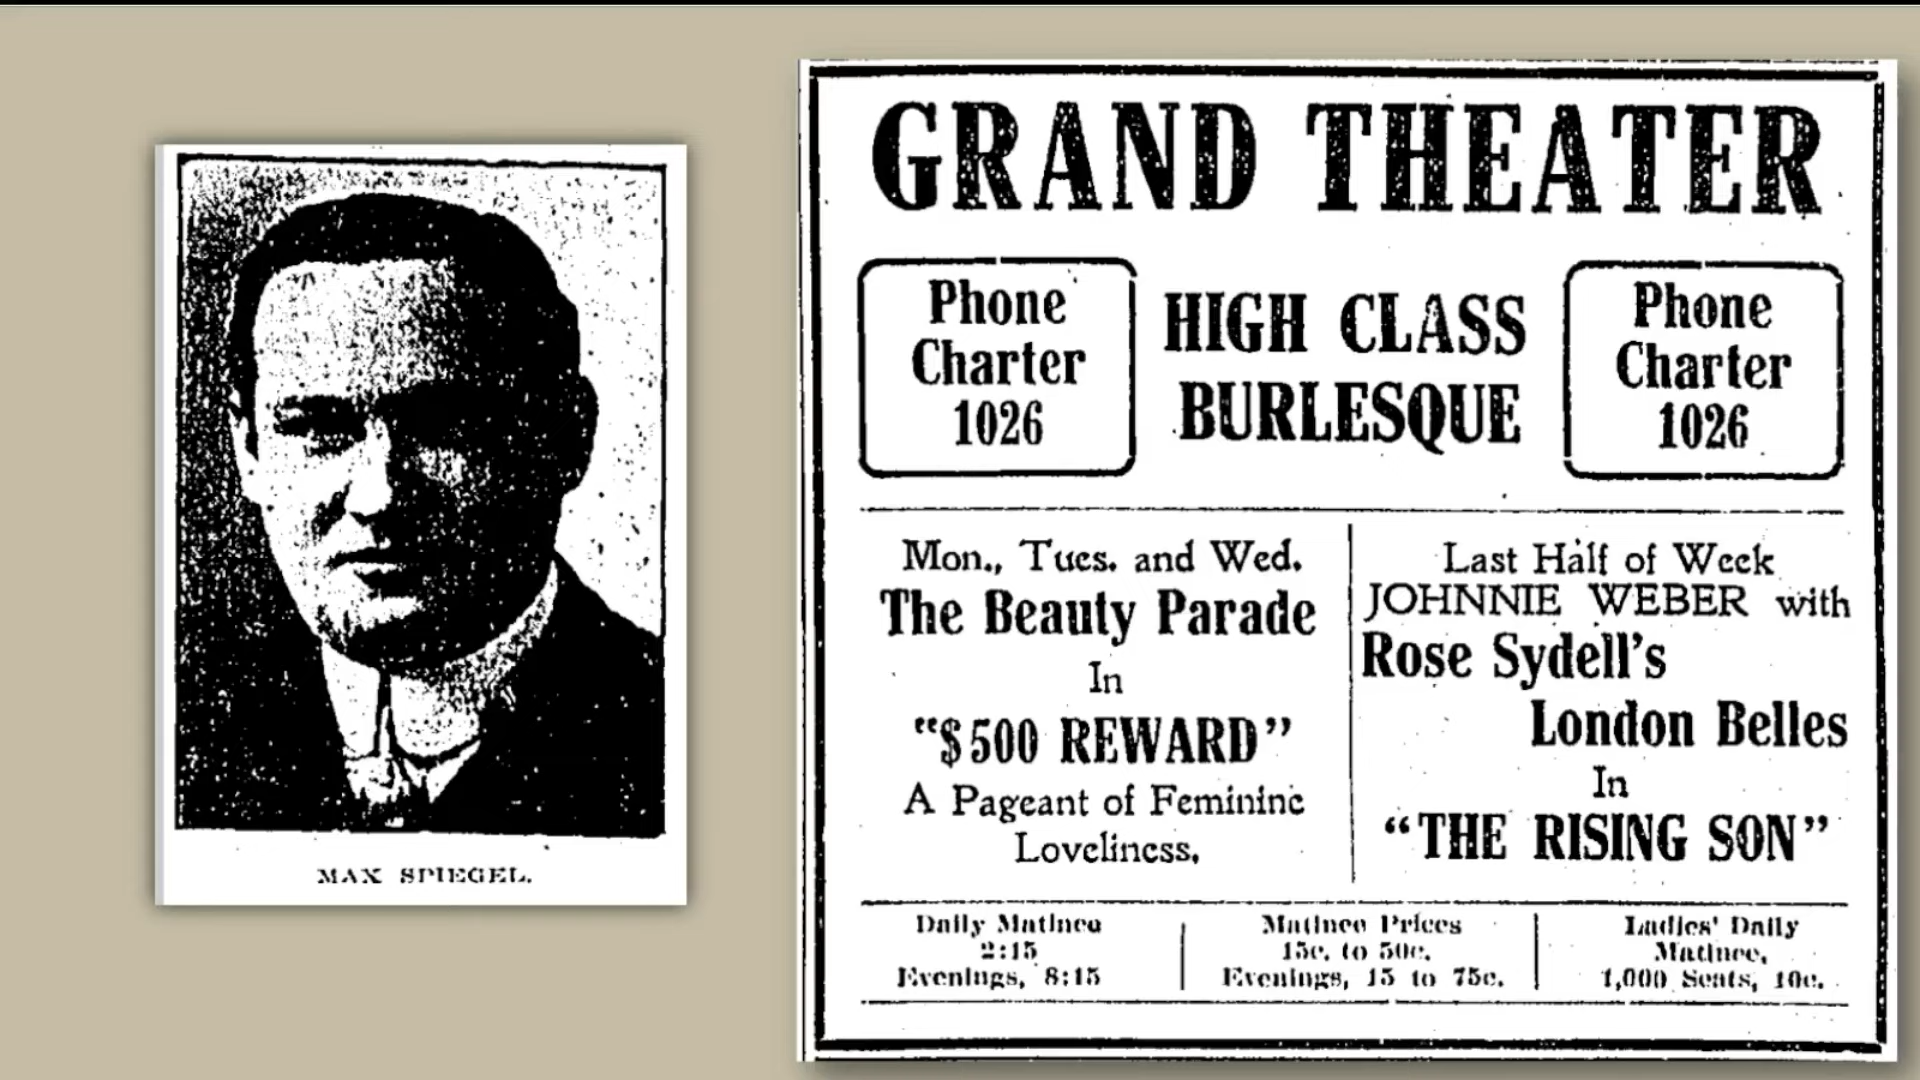 MAX SPIEGEL.
GRAND THEATER
Phone
Charter
1026
HIGH CLASS
BURLESQUE
Phone
Charter
1026
Mon., Tues. and Wed.
The Beauty Parade
In
"$500 REWARD"
A Pageant of Feminine
Loveliness.
Last Half of Week
JOHNNIE WEBER with
Rose Sydell's
London Belles
In
"THE RISING SON"
Daily Matinee
2:15
Evenings, 8:15
Matinee Prices
15c. to 50c.
Evenings, 15 to 75c.
Ladies' Daily
Matinee,
1,000 Seats, 10c.